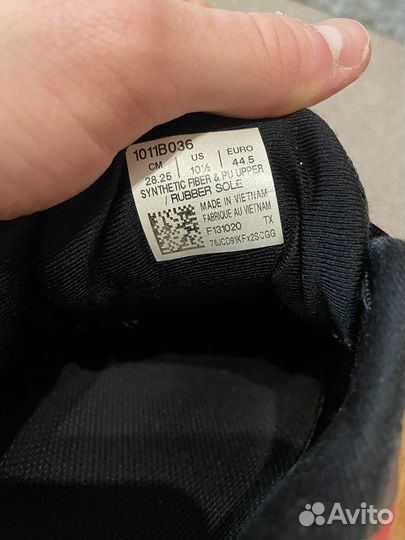 1011B036
CM US EURO
28.25 10½ 44.5
SYNTHETIC FIBER & PU UPPER
/ RUBBER SOLE
MADE IN VIETNAM
FABRIQUE AU VIETNAM
F131020 TX
75JCD91KFx2SCGG
Avito